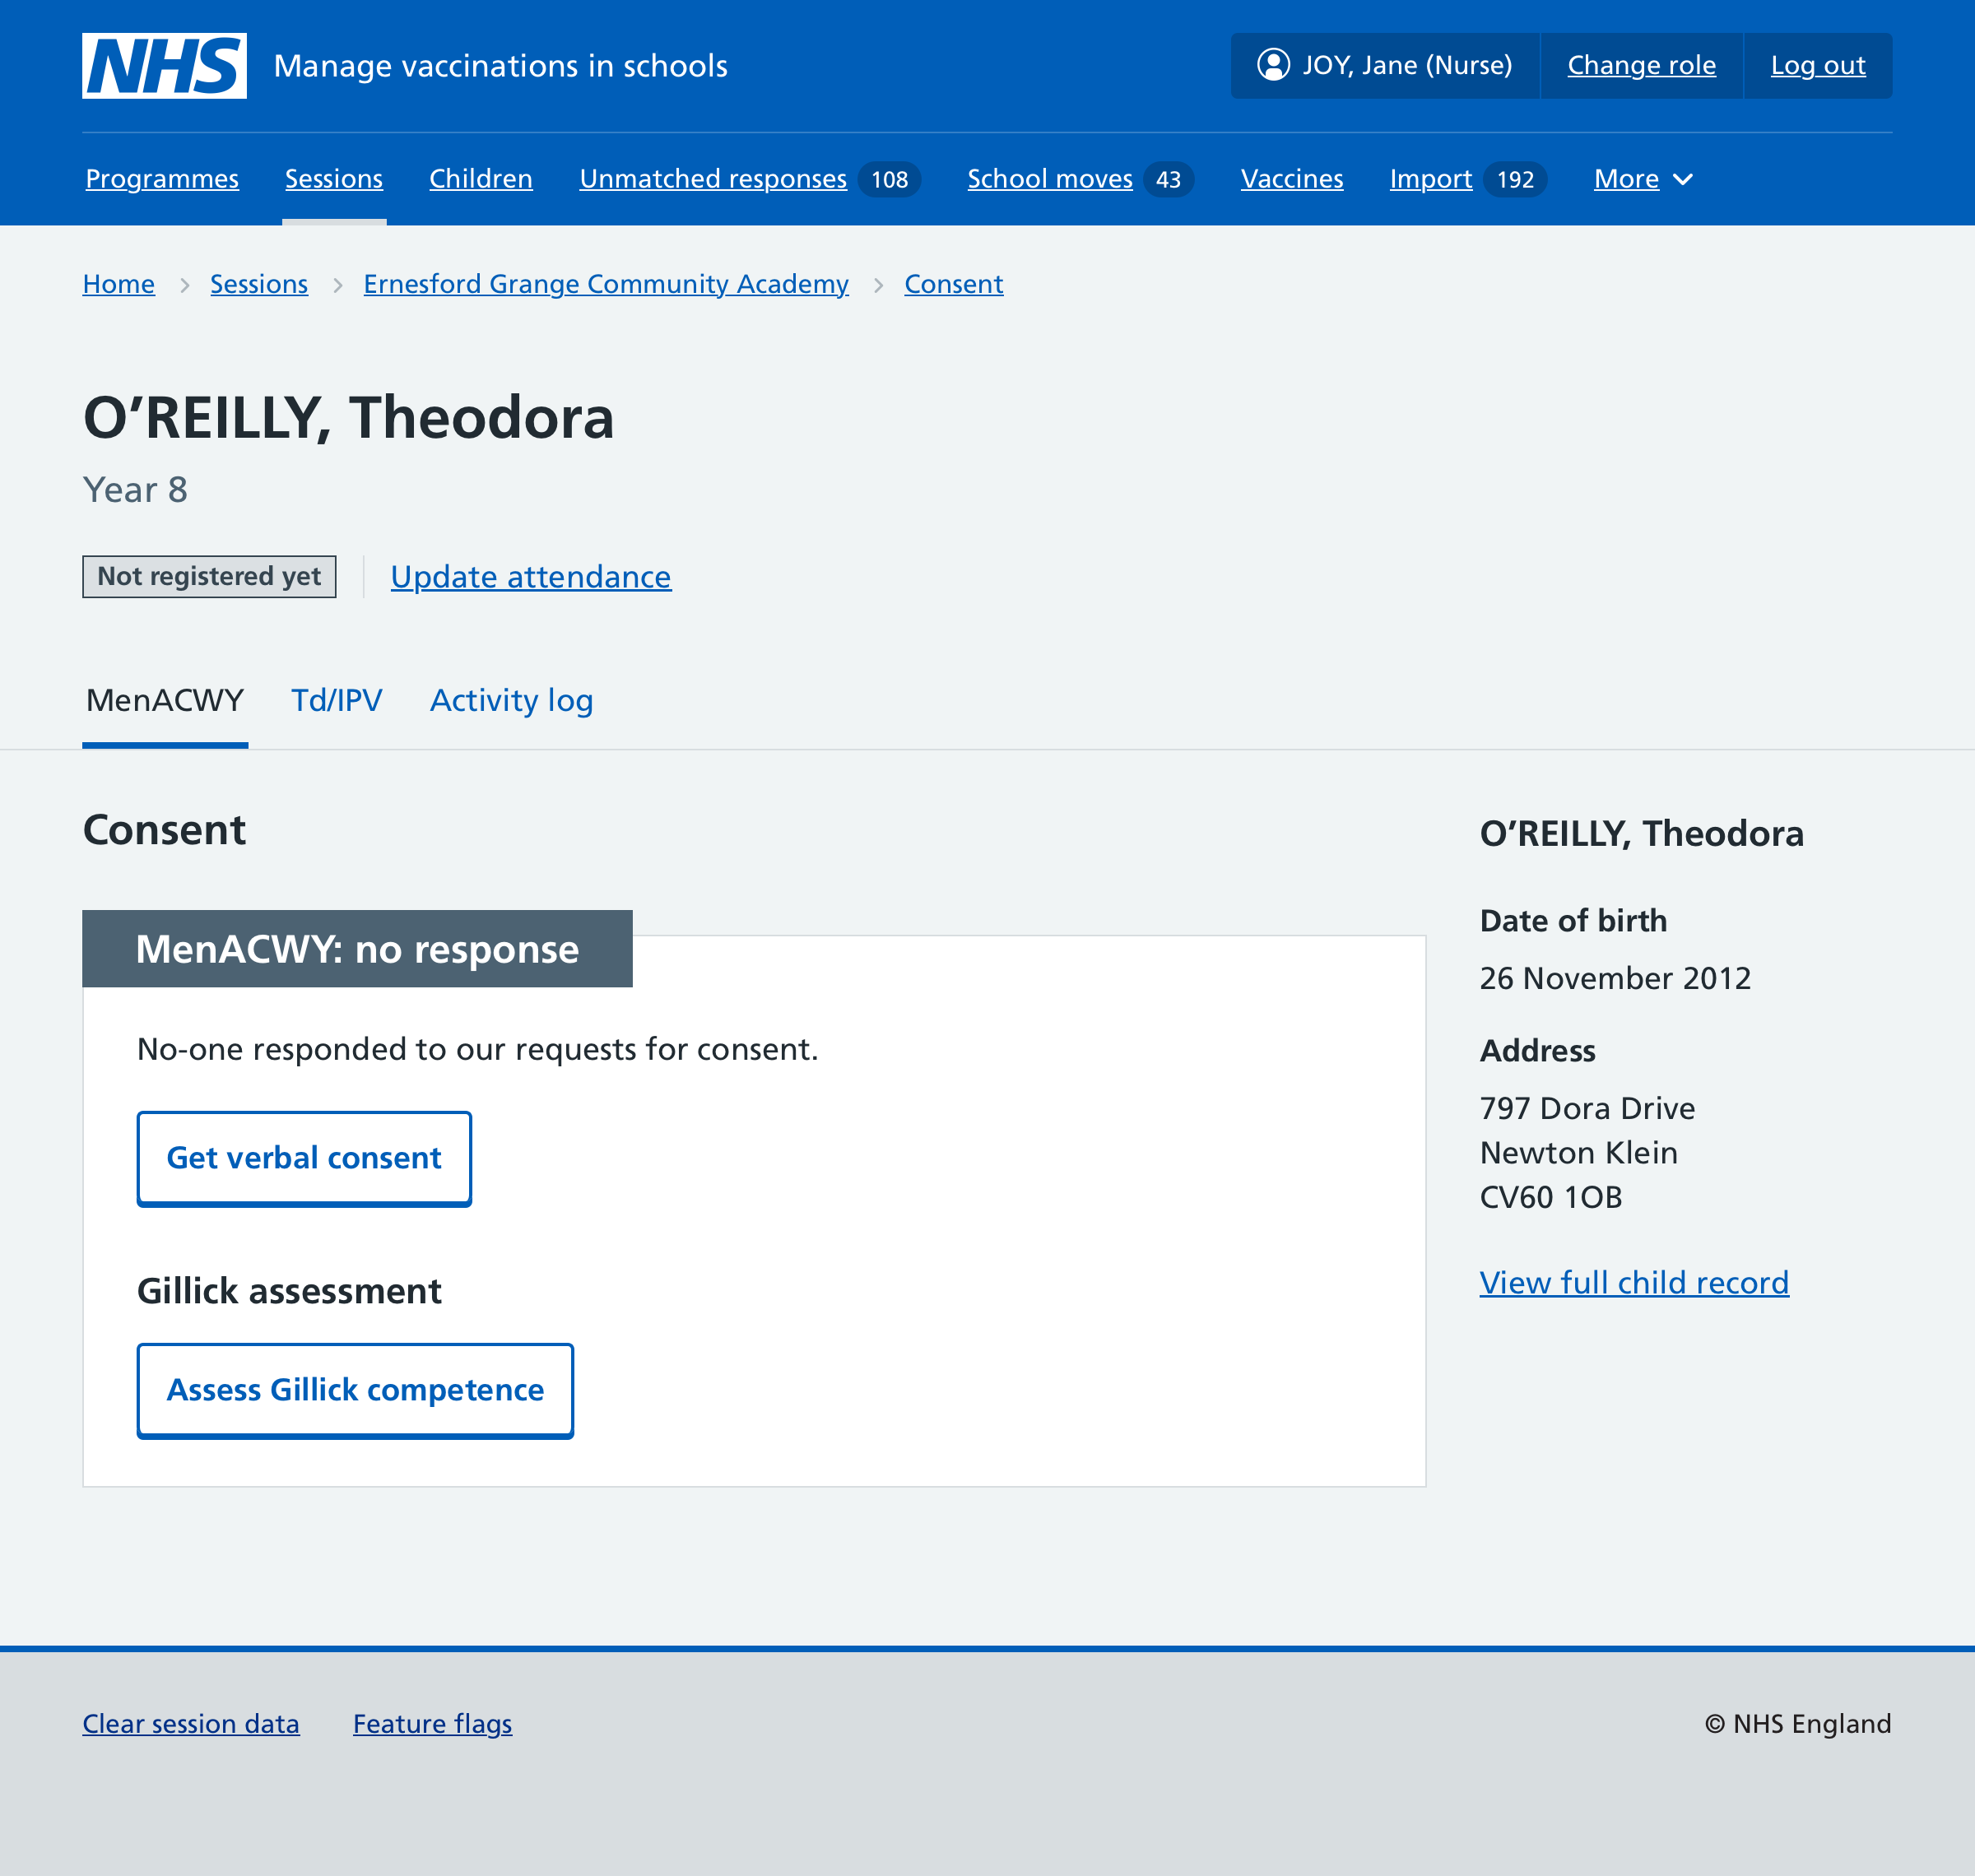 NHS Manage vaccinations in schools JOY, Jane (Nurse) Change role Log out
Programmes Sessions Children Unmatched responses 108 School moves 43 Vaccines Import 192 More
Home Sessions Ernesford Grange Community Academy Consent
O’REILLY, Theodora
Year 8
Not registered yet Update attendance
MenACWY Td/IPV Activity log
Consent
MenACWY: no response
No-one responded to our requests for consent.
Get verbal consent
Gillick assessment
Assess Gillick competence
O’REILLY, Theodora
Date of birth
26 November 2012
Address
797 Dora Drive
Newton Klein
CV60 1OB
View full child record
Clear session data Feature flags © NHS England